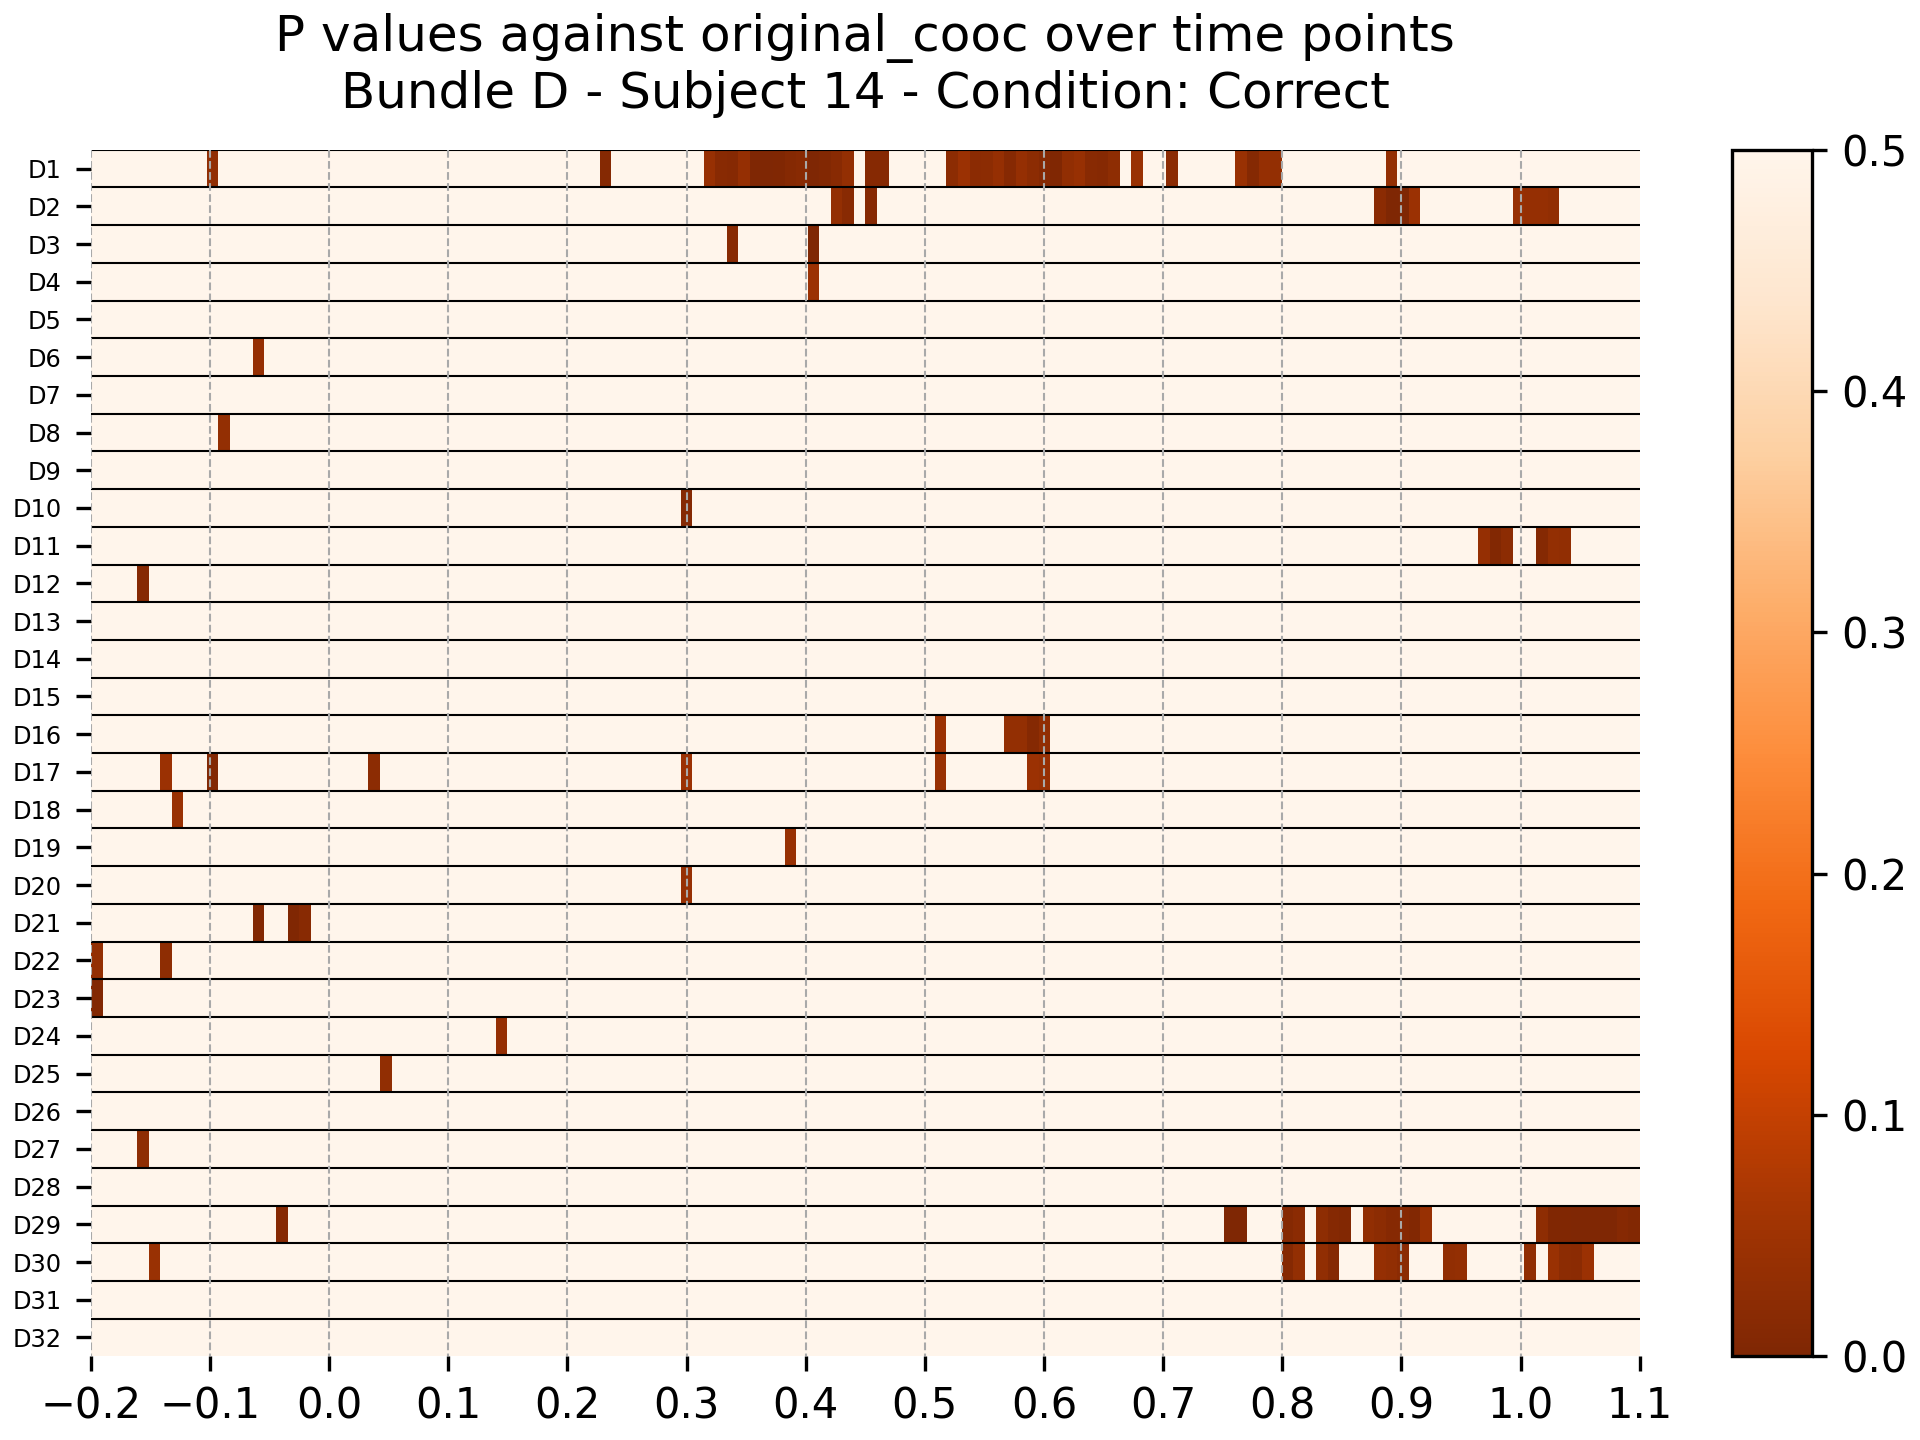 P values against original_cooc over time points
Bundle D - Subject 14 - Condition: Correct
D1
D2
D3
D4
D5
D6
D7
D8
D9
D10
D11
D12
D13
D14
D15
D16
D17
D18
D19
D20
D21
D22
D23
D24
D25
D26
D27
D28
D29
D30
D31
D32
−0.2 −0.1 0.0 0.1 0.2 0.3 0.4 0.5 0.6 0.7 0.8 0.9 1.0 1.1
0.5
0.4
0.3
0.2
0.1
0.0